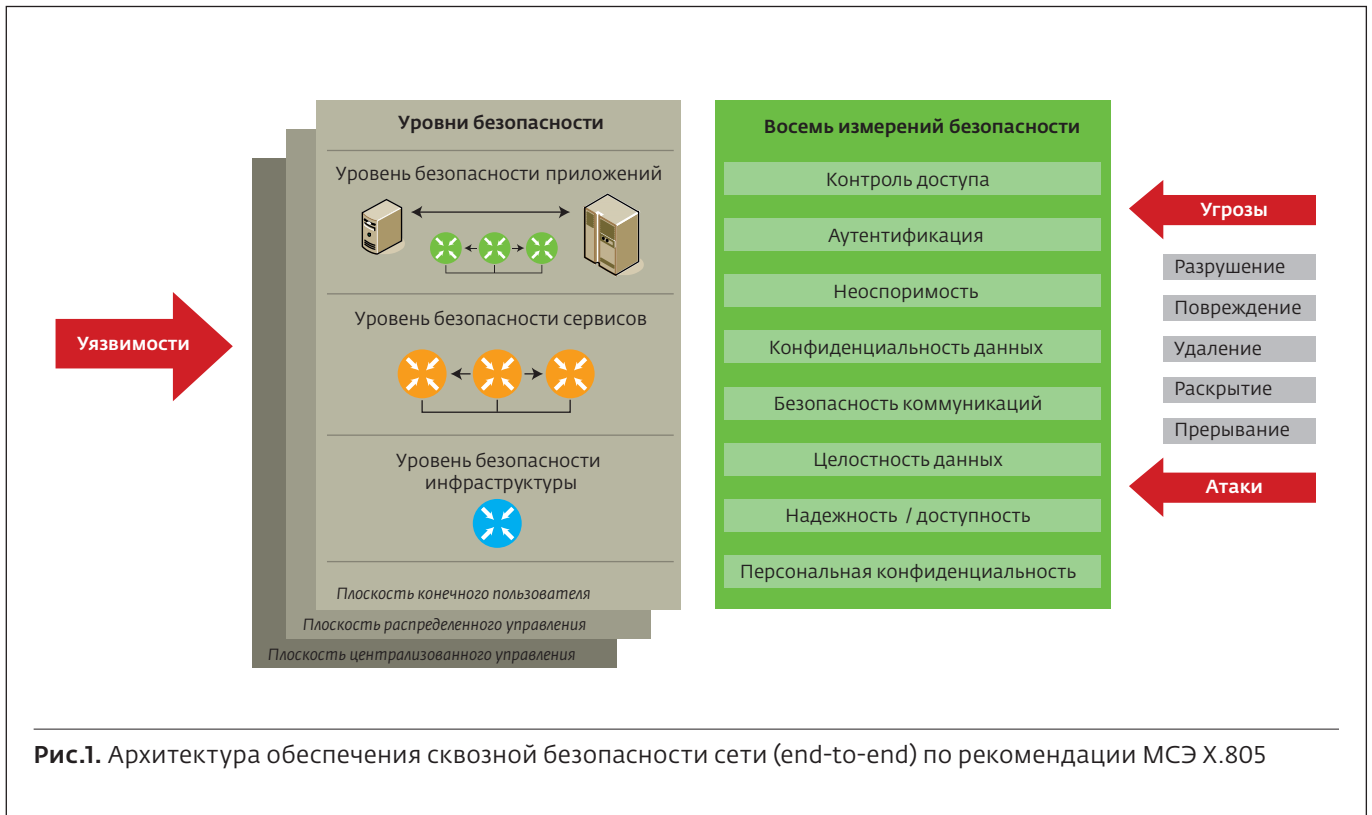 Уязвимости
Уровни безопасности
Уровень безопасности приложений
Уровень безопасности сервисов
Уровень безопасности
инфраструктуры
Плоскость конечного пользователя
Плоскость распределенного управления
Плоскость централизованного управления
Восемь измерений безопасности
Контроль доступа
Аутентификация
Неоспоримость
Конфиденциальность данных
Безопасность коммуникаций
Целостность данных
Надежность / доступность
Персональная конфиденциальность
Угрозы
Разрушение
Повреждение
Удаление
Раскрытие
Прерывание
Атаки
Рис.1. Архитектура обеспечения сквозной безопасности сети (end-to-end) по рекомендации МСЭ X.805